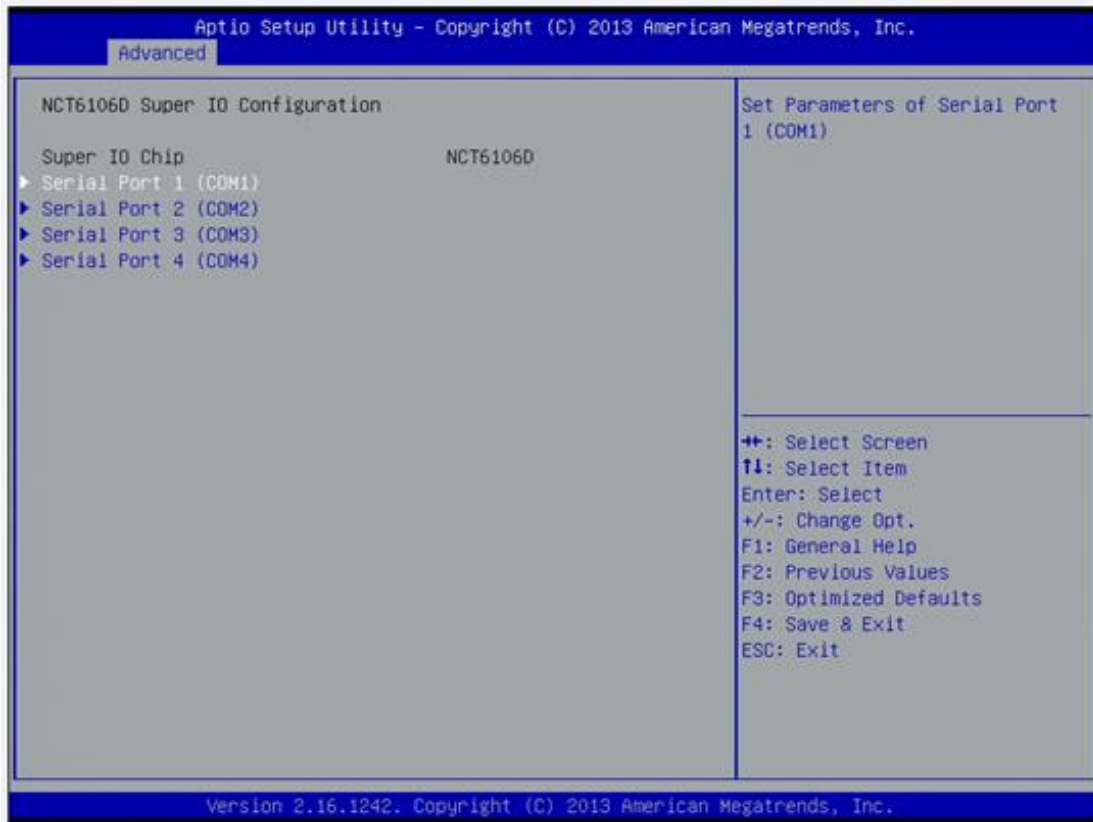 Aptio Setup Utility – Copyright (C) 2013 American Megatrends, Inc.
Advanced
NCT6106D Super IO Configuration
Super IO Chip NCT6106D
▶ Serial Port 1 (COM1)
▶ Serial Port 2 (COM2)
▶ Serial Port 3 (COM3)
▶ Serial Port 4 (COM4)
Set Parameters of Serial Port
1 (COM1)
→←: Select Screen
↑↓: Select Item
Enter: Select
+/-: Change Opt.
F1: General Help
F2: Previous Values
F3: Optimized Defaults
F4: Save & Exit
ESC: Exit
Version 2.16.1242. Copyright (C) 2013 American Megatrends, Inc.